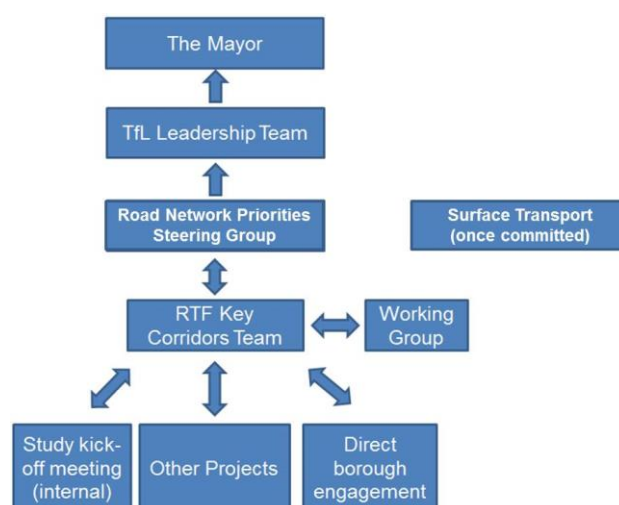 The Mayor
TfL Leadership Team
Road Network Priorities
Steering Group
Surface Transport
(once committed)
RTF Key
Corridors Team
Working
Group
Study kick-
off meeting
(internal)
Other Projects
Direct
borough
engagement